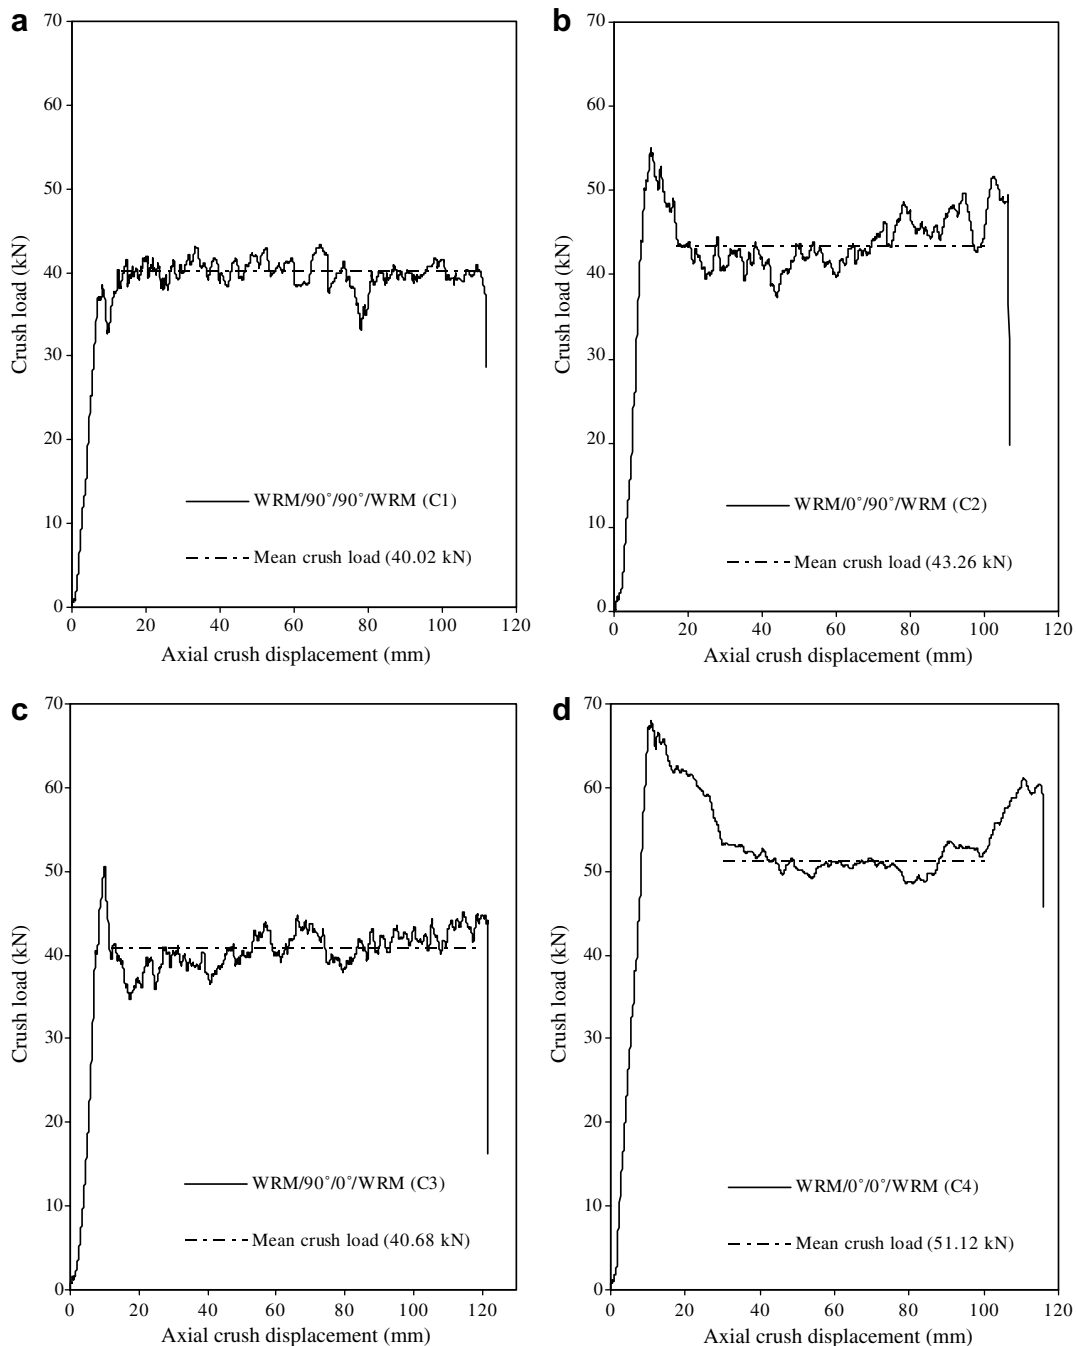 a
70
60
50
40
30
20
10
0
Crush load (kN)
WRM/90°/90°/WRM (C1)
Mean crush load (40.02 kN)
0 20 40 60 80 100 120
Axial crush displacement (mm)
b
70
60
50
40
30
20
10
0
Crush load (kN)
WRM/0°/90°/WRM (C2)
Mean crush load (43.26 kN)
0 20 40 60 80 100 120
Axial crush displacement (mm)
c
70
60
50
40
30
20
10
0
Crush load (kN)
WRM/90°/0°/WRM (C3)
Mean crush load (40.68 kN)
0 20 40 60 80 100 120
Axial crush displacement (mm)
d
70
60
50
40
30
20
10
0
Crush load (kN)
WRM/0°/0°/WRM (C4)
Mean crush load (51.12 kN)
0 20 40 60 80 100 120
Axial crush displacement (mm)